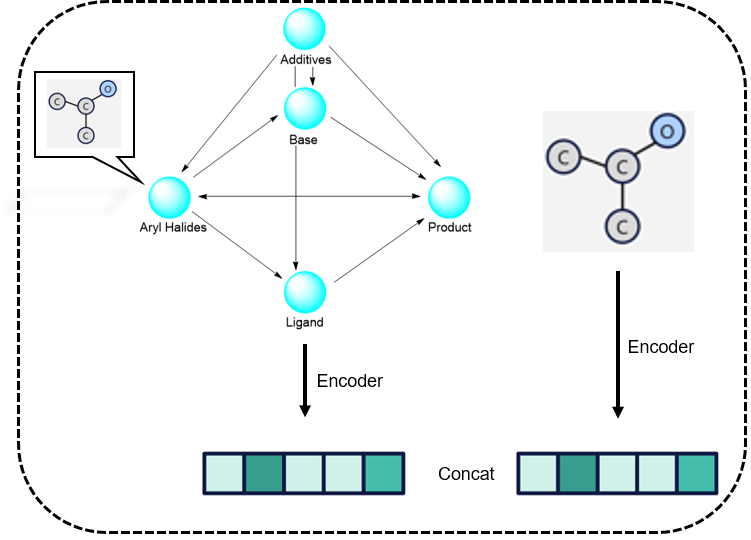 Additives
O
C
C
C
Base
O
C
C
C
Aryl Halides
Product
Ligand
Encoder
Encoder
Concat